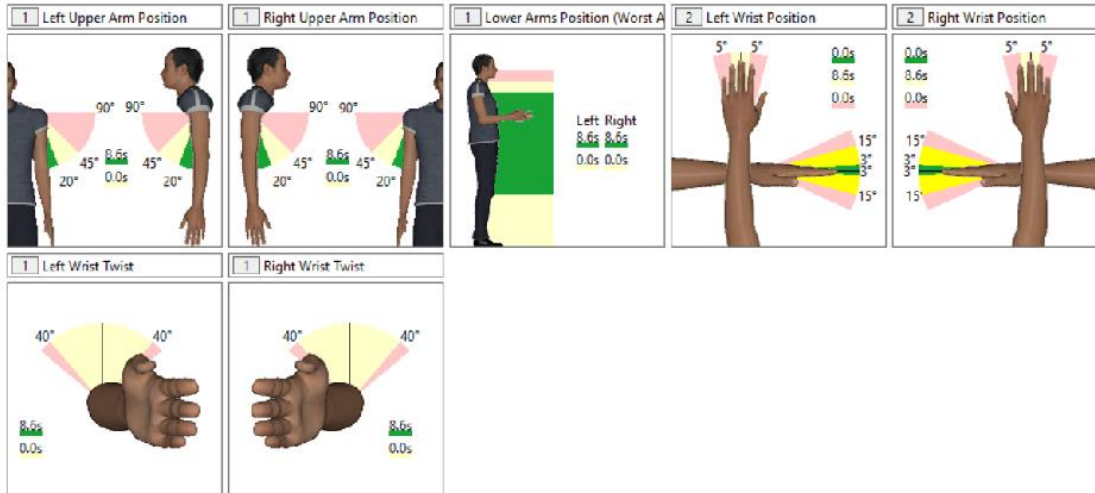 1 Left Upper Arm Position
90°
45°
20°
90°
45°
20°
8.6s
0.0s
1 Right Upper Arm Position
90°
45°
20°
90°
45°
20°
8.6s
0.0s
1 Lower Arms Position (Worst A
Left Right
8.6s 8.6s
0.0s 0.0s
2 Left Wrist Position
5° 5°
0.0s
8.6s
0.0s
15°
3°
3°
15°
2 Right Wrist Position
5° 5°
0.0s
8.6s
0.0s
15°
3°
3°
15°
1 Left Wrist Twist
40° 40°
8.6s
0.0s
1 Right Wrist Twist
40° 40°
8.6s
0.0s